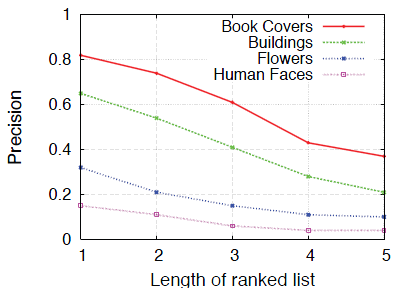 1
0.8
0.6
0.4
0.2
0
Precision
Book Covers
Buildings
Flowers
Human Faces
1 2 3 4 5
Length of ranked list